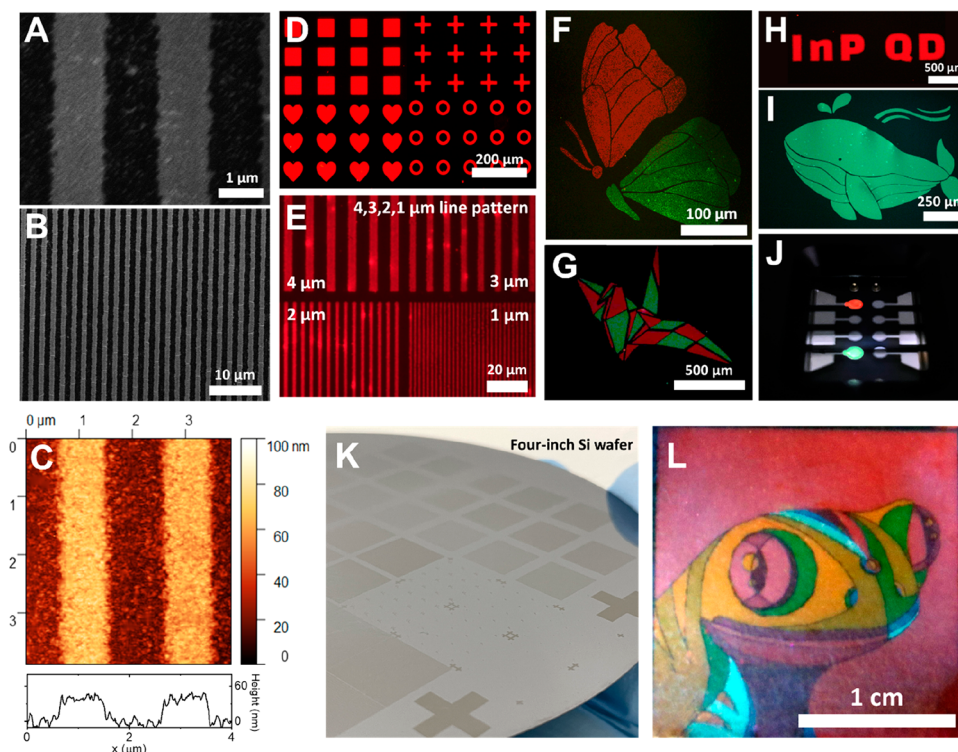 A
1 μm
B
10 μm
0 μm 1 2 3
C
0
1
2
3
100 nm
80
60
40
20
0
60
0
Height (nm)
0 2 4
x (μm)
D
200 μm
E
4,3,2,1 μm line pattern
4 μm
3 μm
2 μm
1 μm
20 μm
F
100 μm
G
500 μm
H
InP QD
500 μm
I
250 μm
J
K
Four-inch Si wafer
L
1 cm